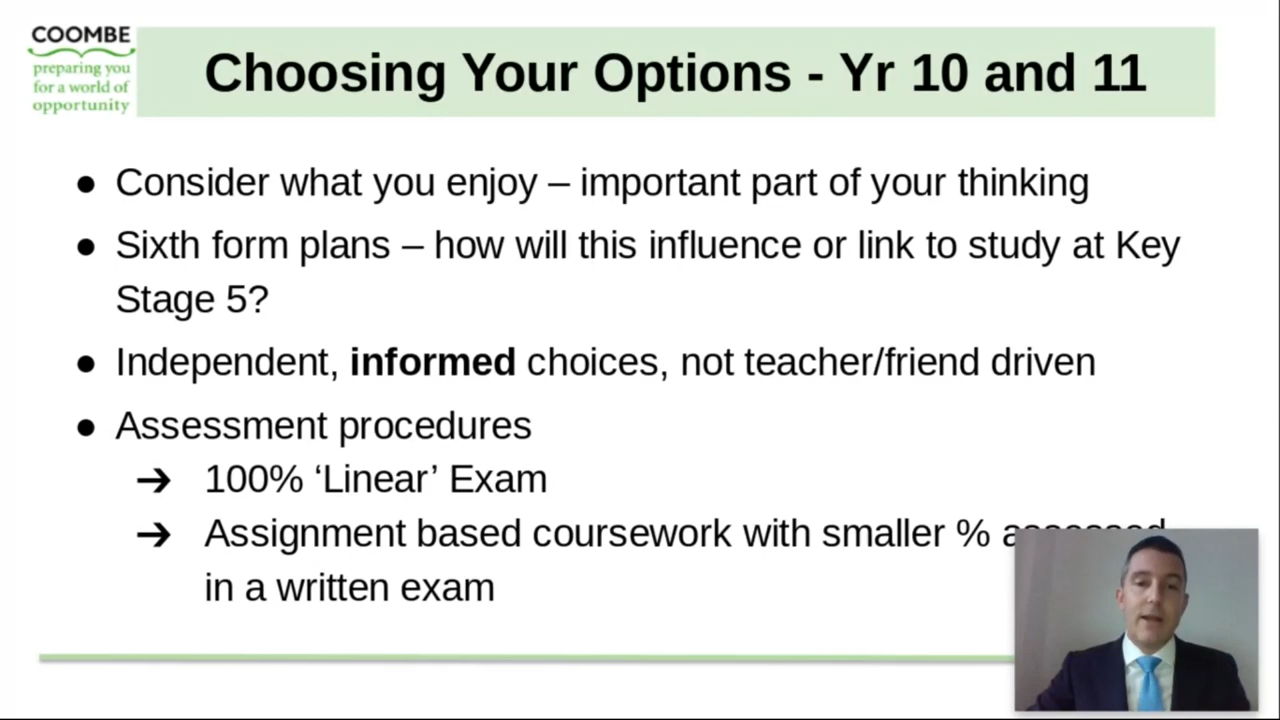 COOMBE
preparing you
for a world of
opportunity
Choosing Your Options - Yr 10 and 11
● Consider what you enjoy – important part of your thinking
● Sixth form plans – how will this influence or link to study at Key
Stage 5?
● Independent, informed choices, not teacher/friend driven
● Assessment procedures
➔ 100% ‘Linear’ Exam
➔ Assignment based coursework with smaller % assessed
in a written exam